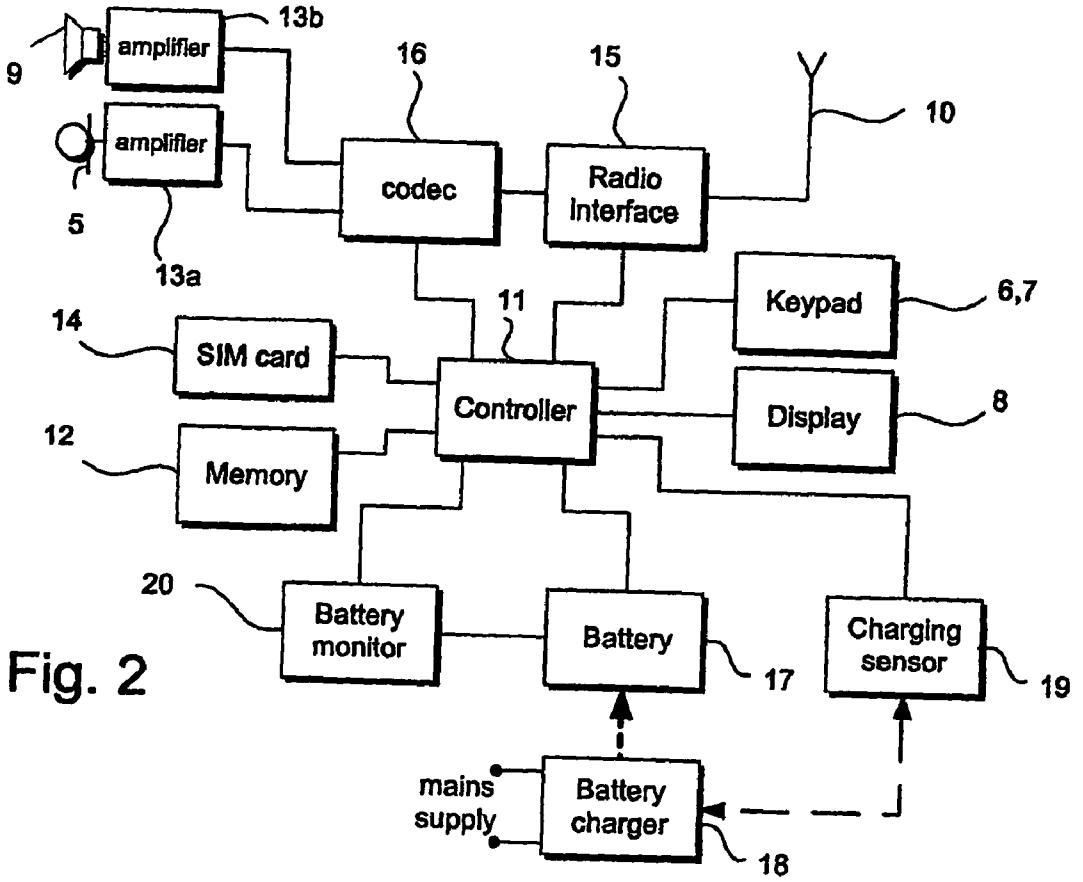 13b
amplifier
9
16
15
10
amplifier
5
13a
codec
Radio
interface
Keypad
6,7
14
SIM card
11
Controller
Display
8
12
Memory
20
Battery
monitor
Battery
17
Charging
sensor
19
Fig. 2
mains
supply
Battery
charger
18